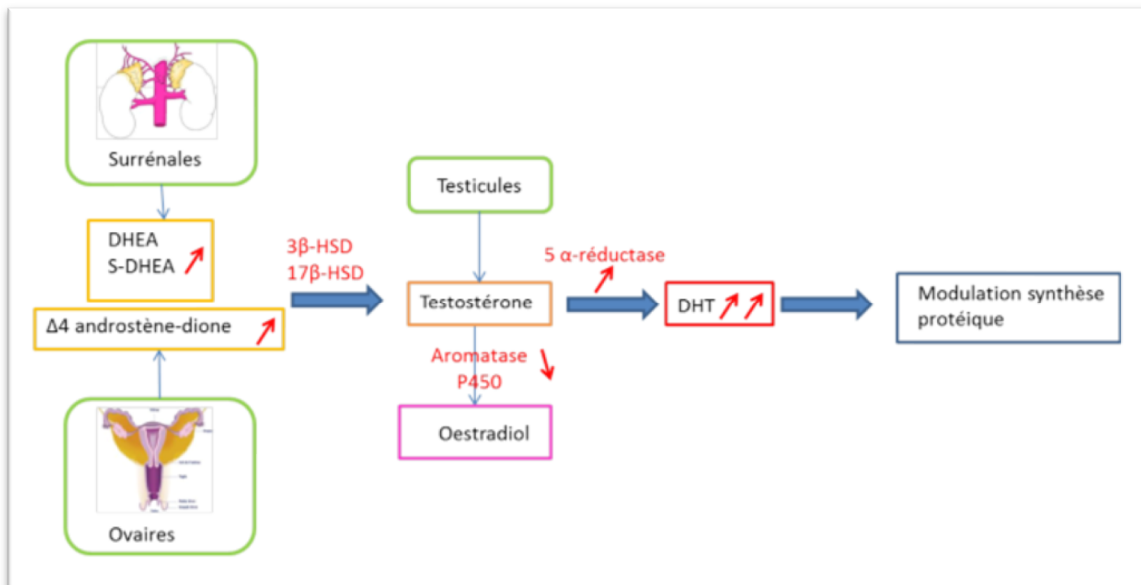 Surrénales
DHEA
S-DHEA
Δ4 androstène-dione
Ovaires
3β-HSD
17β-HSD
Testicules
Testostérone
Aromatase
P450
Oestradiol
5 α-réductase
DHT
Modulation synthèse
protéique